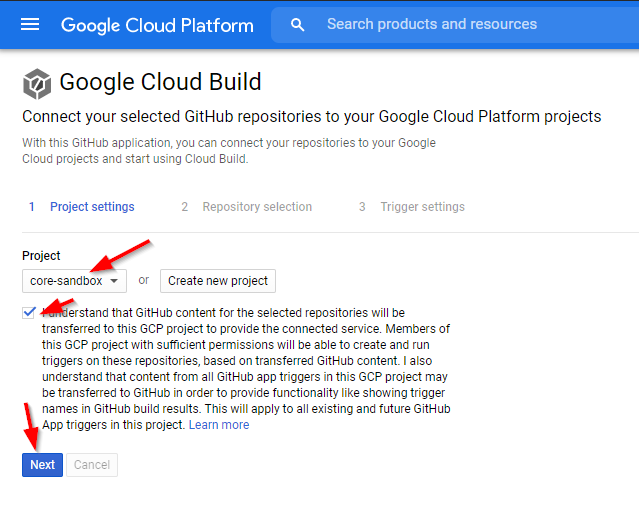 Google Cloud Platform
Search products and resources
Google Cloud Build
Connect your selected GitHub repositories to your Google Cloud Platform projects
With this GitHub application, you can connect your repositories to your Google
Cloud projects and start using Cloud Build.
1 Project settings 2 Repository selection 3 Trigger settings
Project
core-sandbox or Create new project
I understand that GitHub content for the selected repositories will be
transferred to this GCP project to provide the connected service. Members of
this GCP project with sufficient permissions will be able to create and run
triggers on these repositories, based on transferred GitHub content. I also
understand that content from all GitHub app triggers in this GCP project may
be transferred to GitHub in order to provide functionality like showing trigger
names in GitHub build results. This will apply to all existing and future GitHub
App triggers in this project. Learn more
Next Cancel